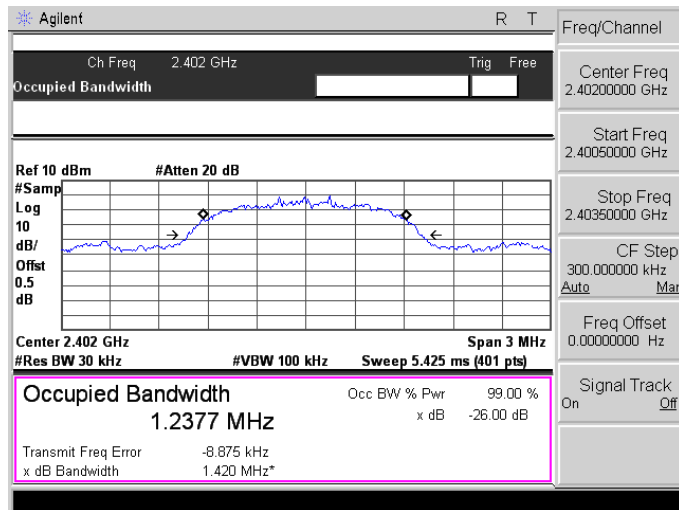 Agilent R T
Ch Freq 2.402 GHz Trig Free
Occupied Bandwidth
Ref 10 dBm #Atten 20 dB
#Samp
Log
10
dB/
Offst
0.5
dB
Center 2.402 GHz Span 3 MHz
#Res BW 30 kHz #VBW 100 kHz Sweep 5.425 ms (401 pts)
Occupied Bandwidth
1.2377 MHz
Occ BW % Pwr 99.00 %
x dB -26.00 dB
Transmit Freq Error -8.875 kHz
x dB Bandwidth 1.420 MHz*
Freq/Channel
Center Freq
2.40200000 GHz
Start Freq
2.40050000 GHz
Stop Freq
2.40350000 GHz
CF Step
300.000000 kHz
Auto Mar
Freq Offset
0.00000000 Hz
Signal Track
On Off